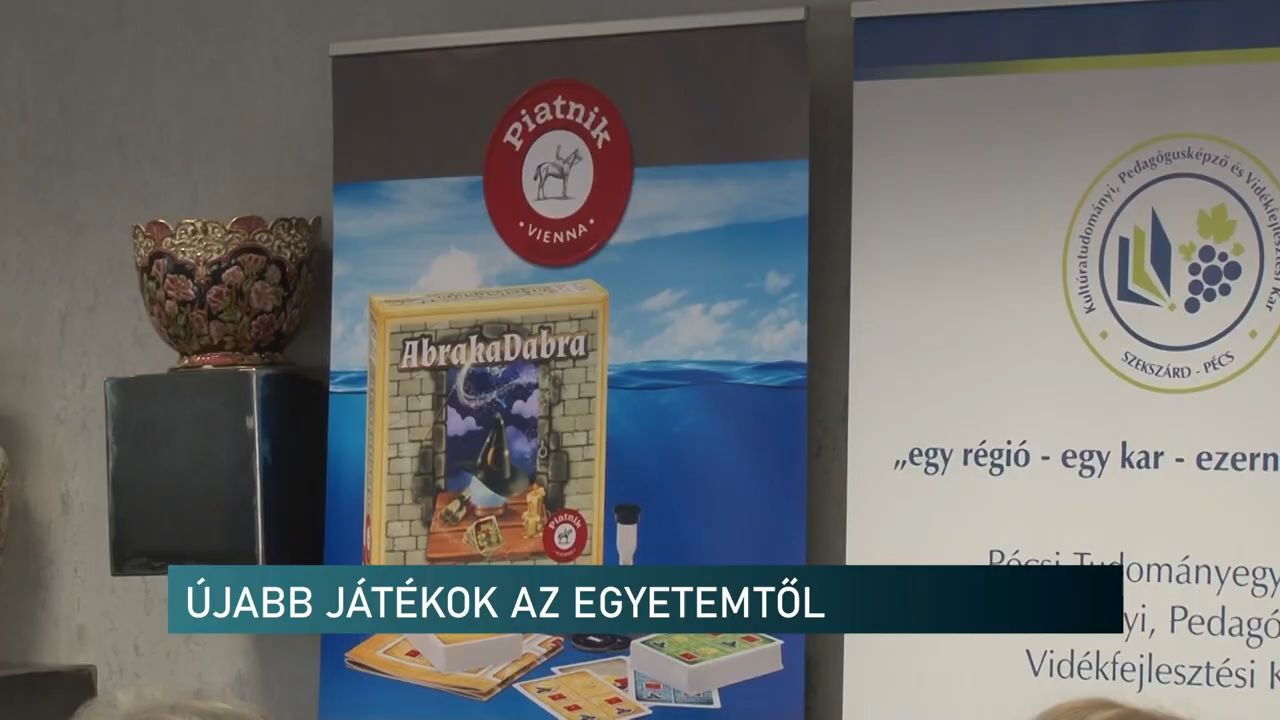 Piatnik
VIENNA
AbrakaDabra
Piatnik
Kultúratudományi, Pedagógusképző és Vidékfejlesztési Kar
SZEKSZÁRD - PÉCS
„egy régió - egy kar - ezern
Pécsi Tudományegy
yi, Pedagó
Vidékfejlesztési K
ÚJABB JÁTÉKOK AZ EGYETEMTŐL